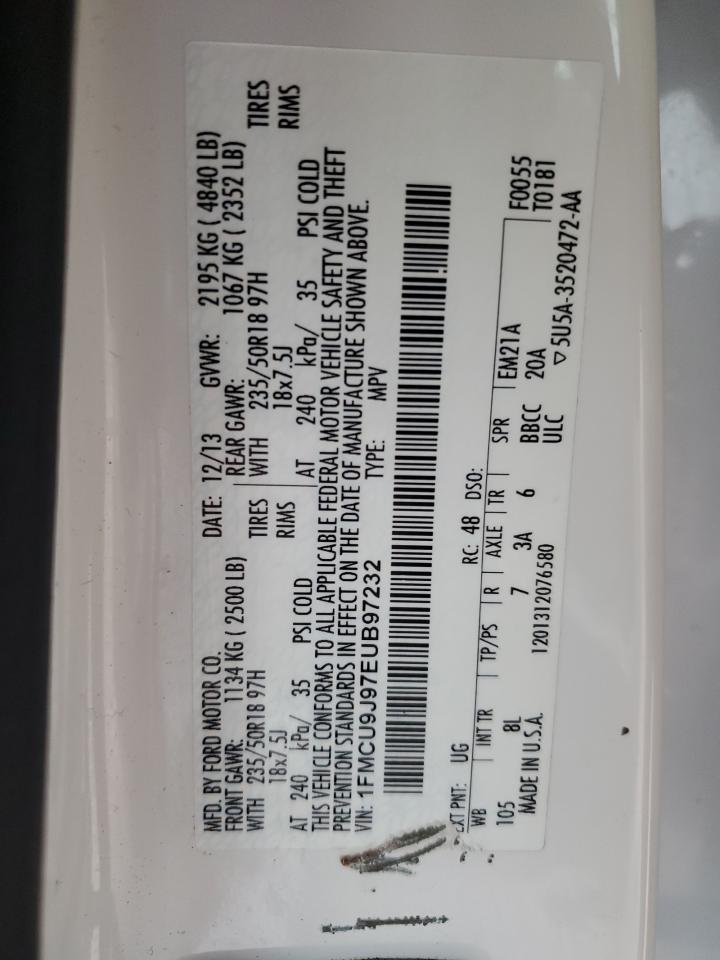 MFD. BY FORD MOTOR CO. DATE: 12/13 GVWR: 2195 KG ( 4840 LB)
FRONT GAWR: 1134 KG ( 2500 LB) REAR GAWR: 1067 KG ( 2352 LB)
WITH 235/50R18 97H TIRES WITH 235/50R18 97H TIRES
18x7.5J RIMS 18x7.5J RIMS
AT 240 kPa/ 35 PSI COLD AT 240 kPa/ 35 PSI COLD
THIS VEHICLE CONFORMS TO ALL APPLICABLE FEDERAL MOTOR VEHICLE SAFETY AND THEFT
PREVENTION STANDARDS IN EFFECT ON THE DATE OF MANUFACTURE SHOWN ABOVE.
VIN: 1FMCU9J97EUB97232 TYPE: MPV
EXT PNT: UG RC: 48 DSO:
WB INT TR TP/PS R AXLE TR SPR EM21A F0055
105 8L 7 3A 6 BBCC 20A T0181
MADE IN U.S.A. 1201312076580 ULC ▽5U5A-3520472-AA